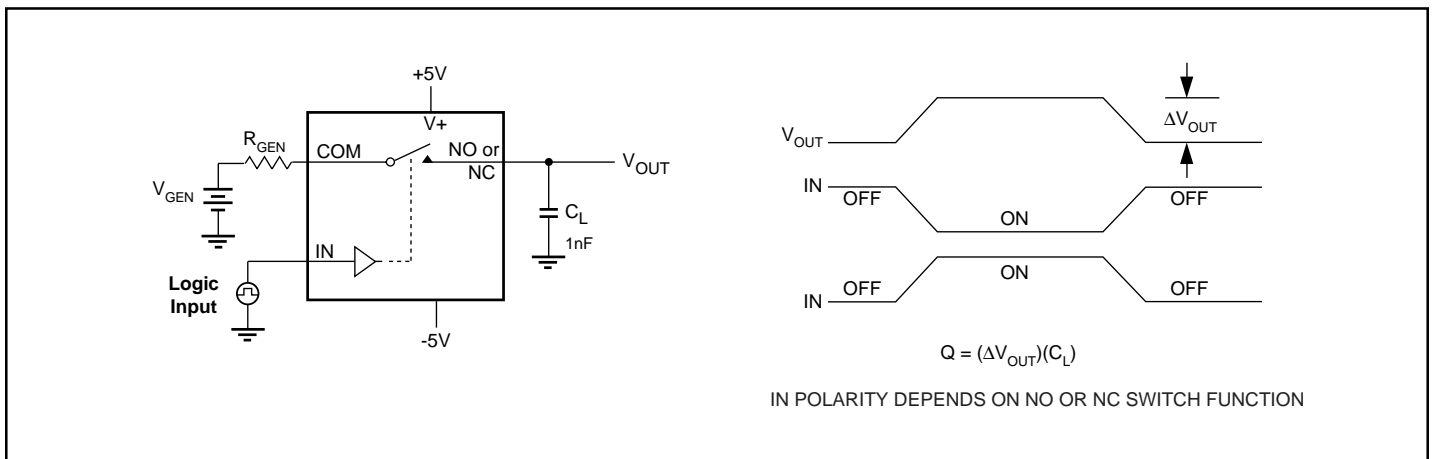 +5V
V+
R_GEN
COM
NO or
NC
V_OUT
V_GEN
C_L
1nF
IN
Logic
Input
-5V
V_OUT
ΔV_OUT
IN
OFF
ON
OFF
IN
OFF
ON
OFF
Q = (ΔV_OUT)(C_L)
IN POLARITY DEPENDS ON NO OR NC SWITCH FUNCTION